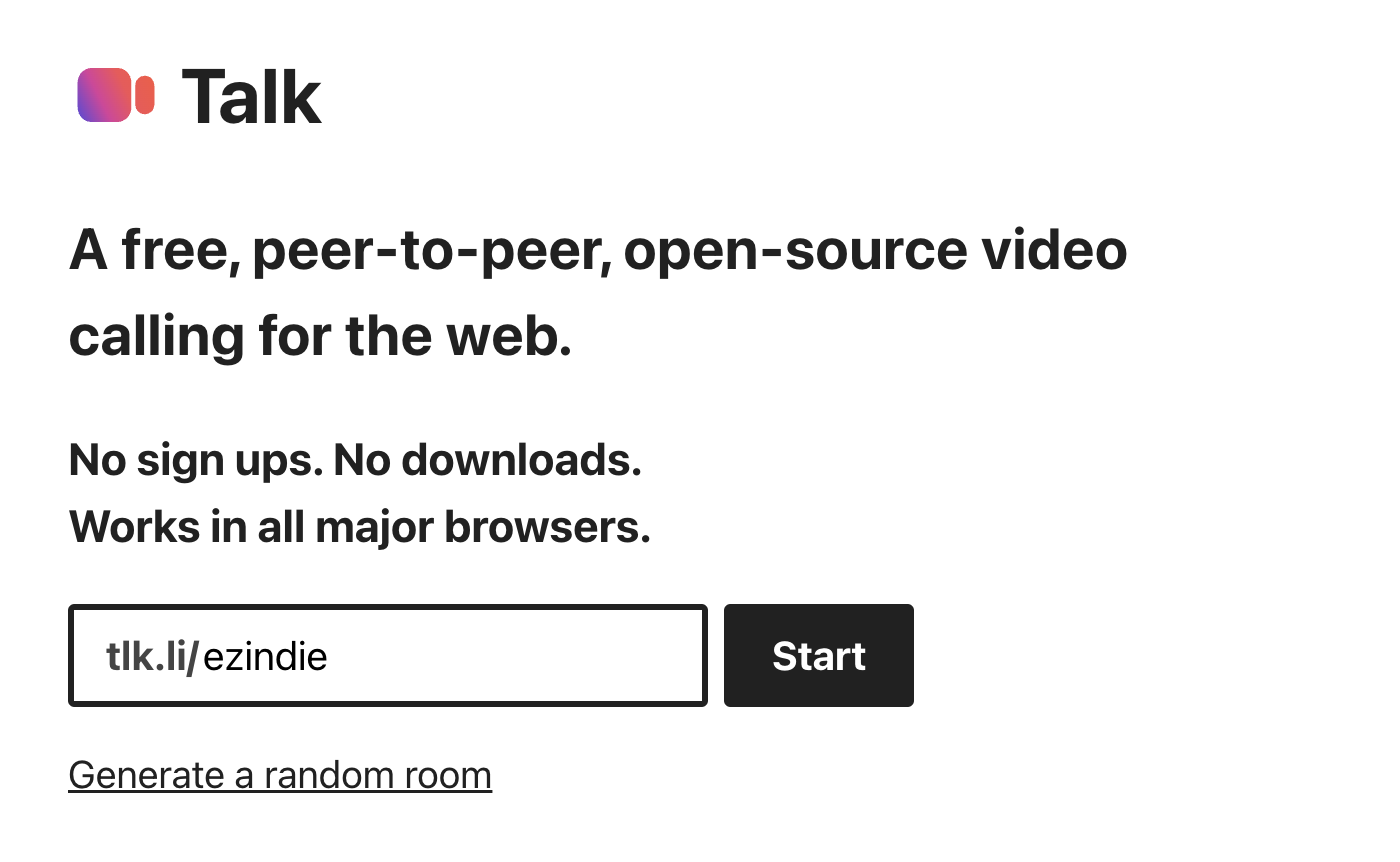 Talk
A free, peer-to-peer, open-source video
calling for the web.
No sign ups. No downloads.
Works in all major browsers.
tlk.li/ezindie
Start
Generate a random room